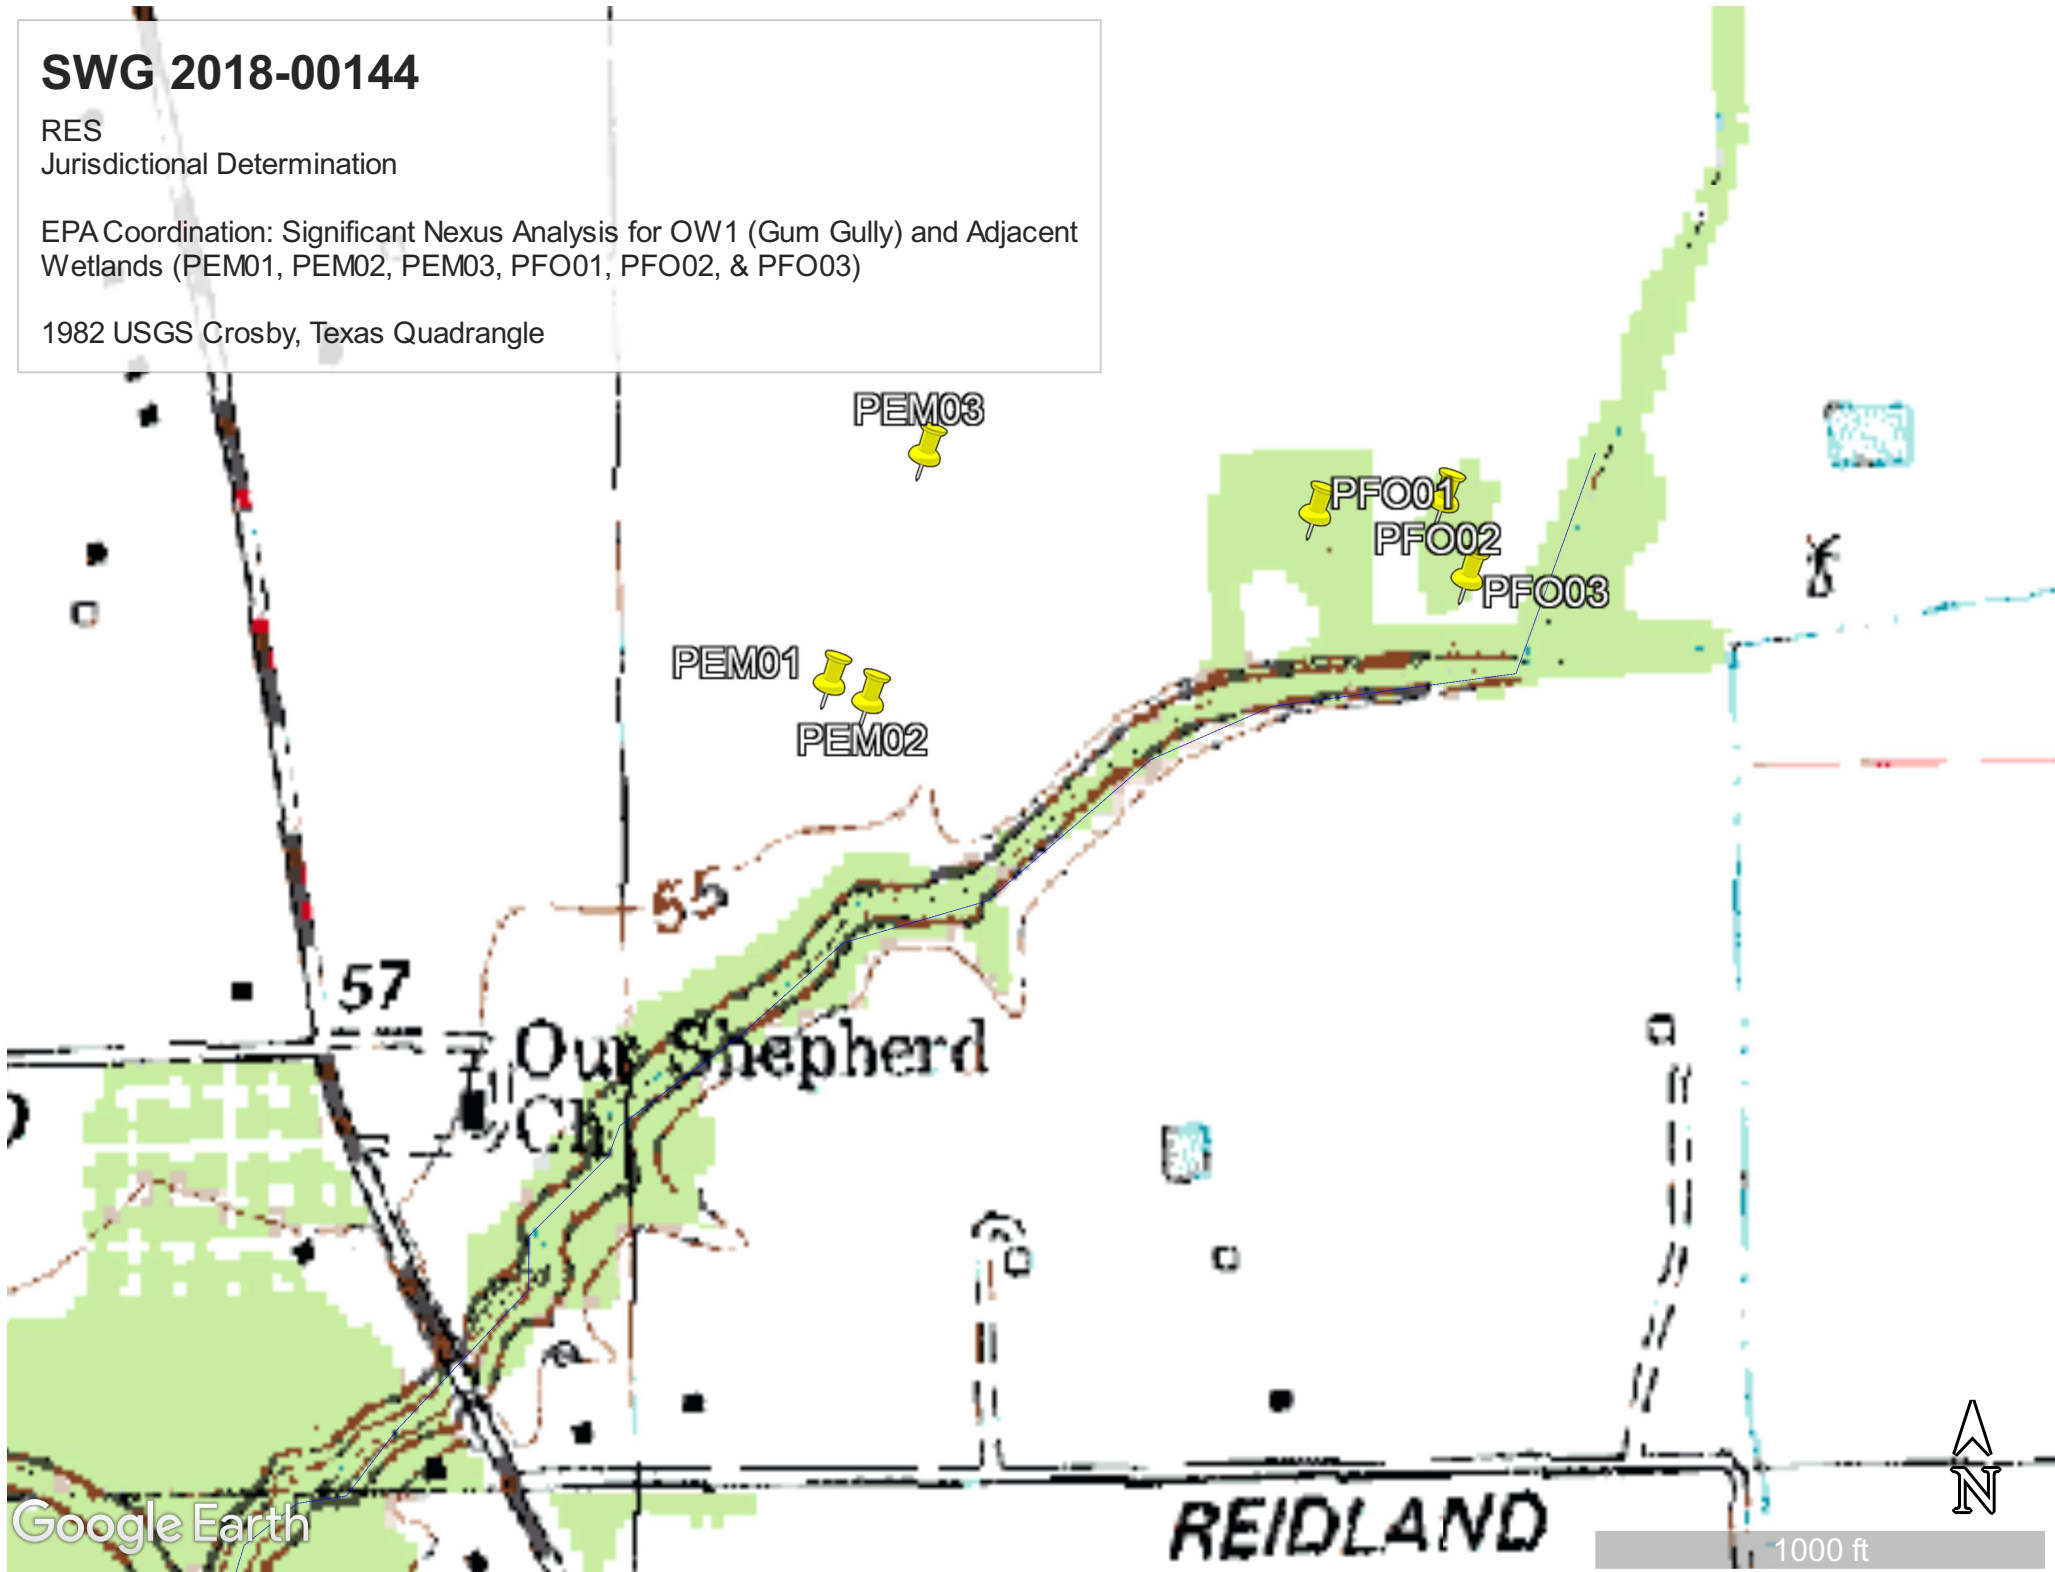 SWG 2018-00144
RES
Jurisdictional Determination
EPA Coordination: Significant Nexus Analysis for OW1 (Gum Gully) and Adjacent
Wetlands (PEM01, PEM02, PEM03, PFO01, PFO02, & PFO03)
1982 USGS Crosby, Texas Quadrangle
PEM03
PFO01
PFO02
PFO03
PEM01
PEM02
55
57
Our Shepherd
Ch
REIDLAND
N
Google Earth
1000 ft